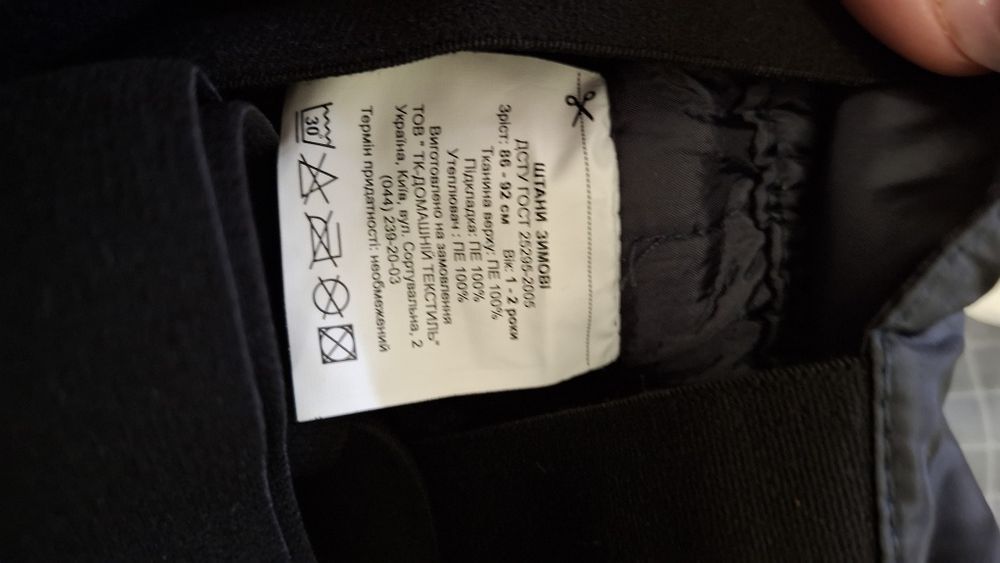 ШТАНИ ЗИМОВІ
ДСТУ ГОСТ 25295-2005
Зріст: 86 - 92 см Вік: 1 - 2 роки
Тканина верху: ПЕ 100%
Підкладка: ПЕ 100%
Утеплювач : ПЕ 100%
Виготовлено на замовлення
ТОВ " ТК-ДОМАШНІЙ ТЕКСТИЛЬ"
Україна, Київ, вул. Сортувальна, 2
(044) 239-20-03
Термін придатності: необмежений
30°